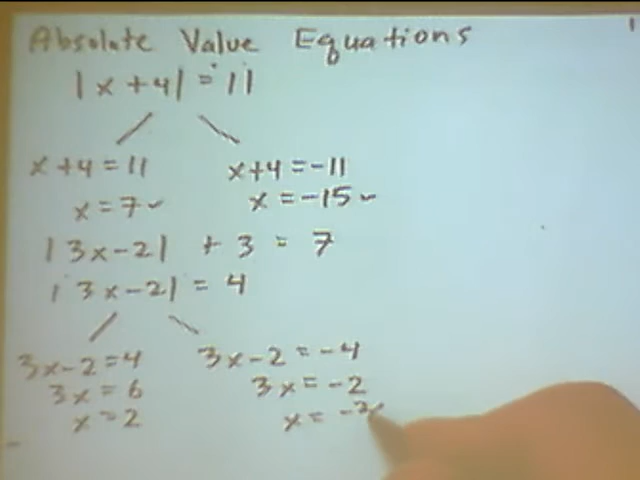 Absolute Value Equations
|x+4| = 11
x+4 = 11 x+4 = -11
x = 7 ✓ x = -15 ✓
|3x-2| + 3 = 7
|3x-2| = 4
3x-2 = 4 3x-2 = -4
3x = 6 3x = -2
x = 2 x =